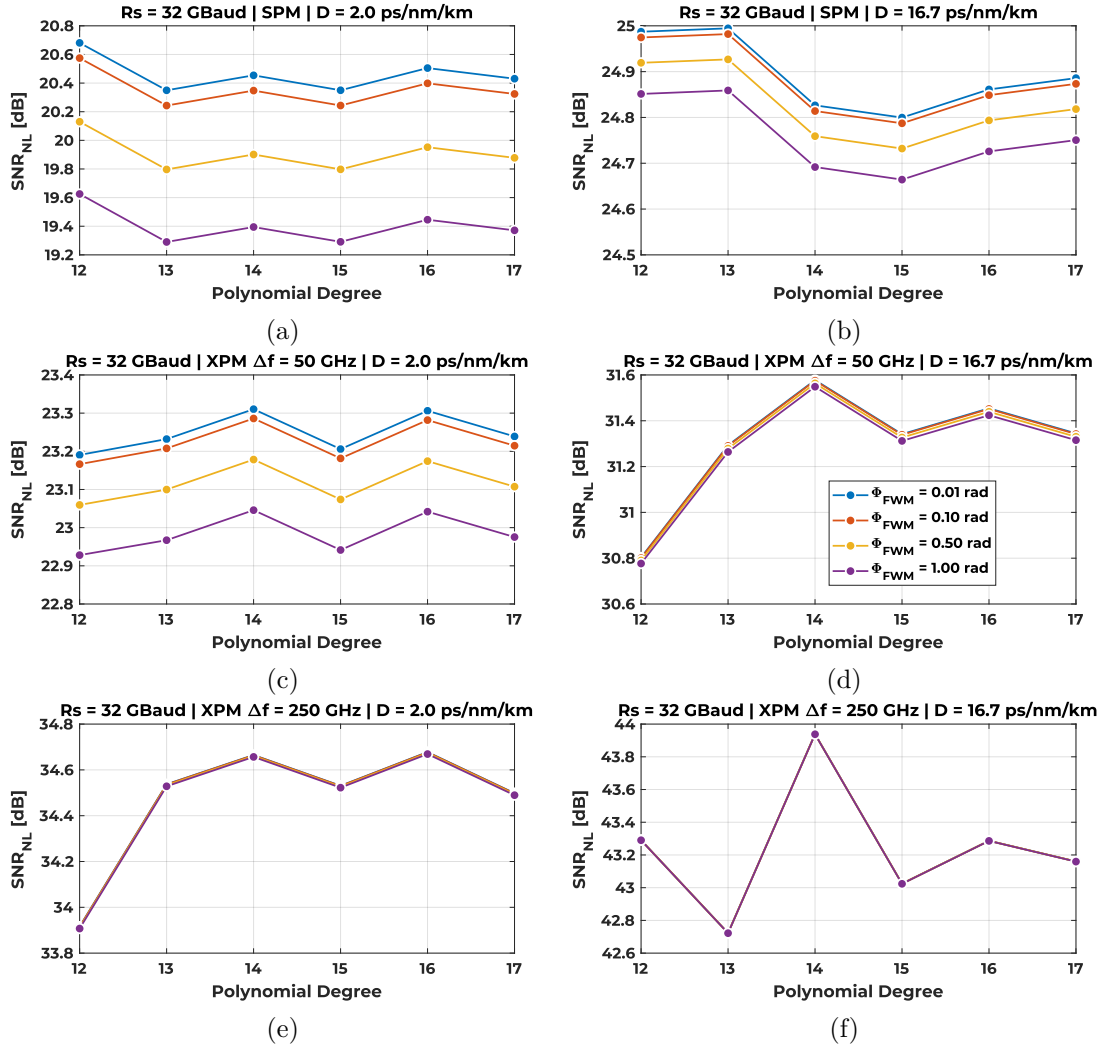 Rs = 32 GBaud | SPM | D = 2.0 ps/nm/km
SNR_NL [dB]
20.8
20.6
20.4
20.2
20
19.8
19.6
19.4
19.2
12 13 14 15 16 17
Polynomial Degree
(a)
Rs = 32 GBaud | SPM | D = 16.7 ps/nm/km
SNR_NL [dB]
25
24.9
24.8
24.7
24.6
24.5
12 13 14 15 16 17
Polynomial Degree
(b)
Rs = 32 GBaud | XPM Δf = 50 GHz | D = 2.0 ps/nm/km
SNR_NL [dB]
23.4
23.3
23.2
23.1
23
22.9
22.8
12 13 14 15 16 17
Polynomial Degree
(c)
Rs = 32 GBaud | XPM Δf = 50 GHz | D = 16.7 ps/nm/km
SNR_NL [dB]
31.6
31.4
31.2
31
30.8
30.6
Φ_FWM = 0.01 rad
Φ_FWM = 0.10 rad
Φ_FWM = 0.50 rad
Φ_FWM = 1.00 rad
12 13 14 15 16 17
Polynomial Degree
(d)
Rs = 32 GBaud | XPM Δf = 250 GHz | D = 2.0 ps/nm/km
SNR_NL [dB]
34.8
34.6
34.4
34.2
34
33.8
12 13 14 15 16 17
Polynomial Degree
(e)
Rs = 32 GBaud | XPM Δf = 250 GHz | D = 16.7 ps/nm/km
SNR_NL [dB]
44
43.8
43.6
43.4
43.2
43
42.8
42.6
12 13 14 15 16 17
Polynomial Degree
(f)